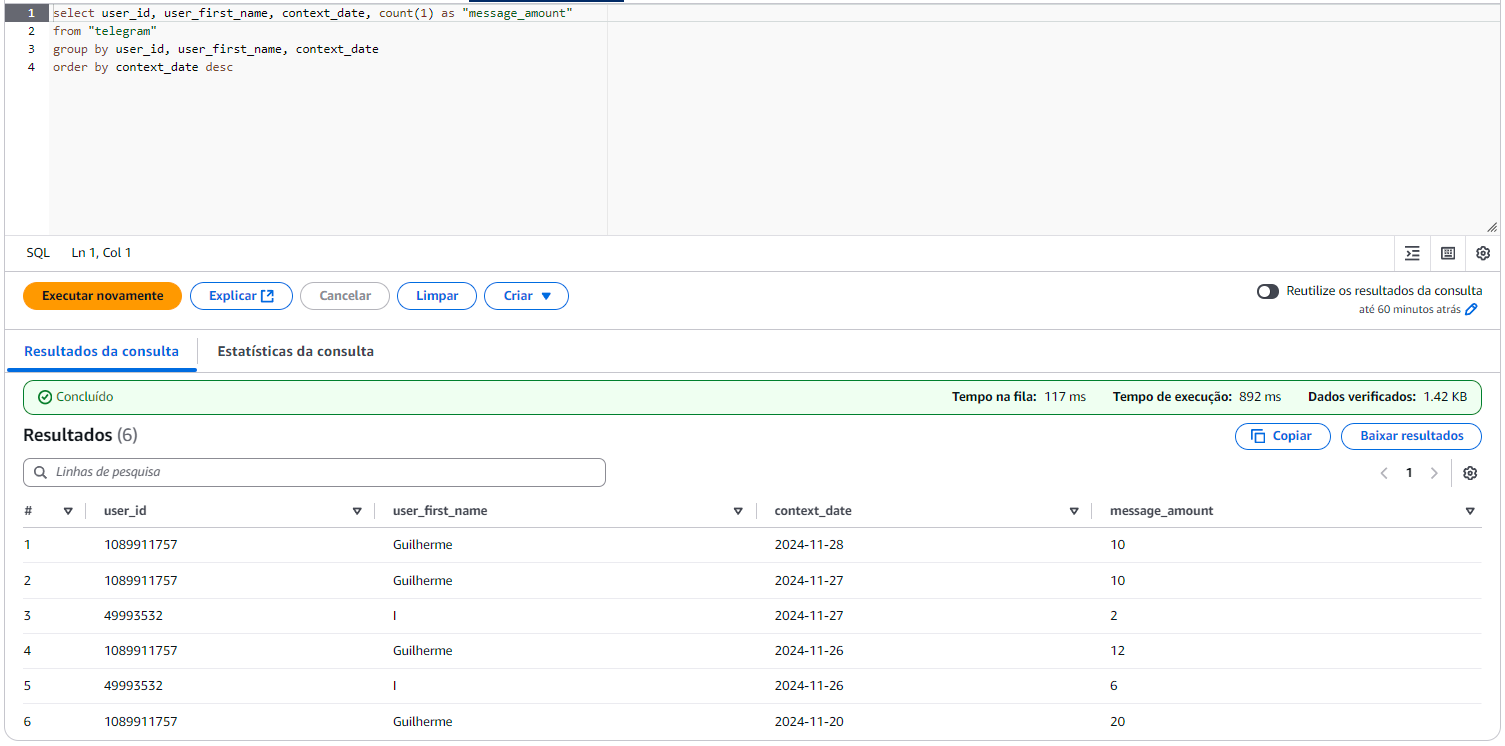 1 select user_id, user_first_name, context_date, count(1) as "message_amount"
2 from "telegram"
3 group by user_id, user_first_name, context_date
4 order by context_date desc
SQL Ln 1, Col 1
Executar novamente Explicar Cancelar Limpar Criar Reutilize os resultados da consulta
até 60 minutos atrás
Resultados da consulta Estatísticas da consulta
Concluído Tempo na fila: 117 ms Tempo de execução: 892 ms Dados verificados: 1.42 KB
Resultados (6) Copiar Baixar resultados
Linhas de pesquisa 1
# user_id user_first_name context_date message_amount
1 1089911757 Guilherme 2024-11-28 10
2 1089911757 Guilherme 2024-11-27 10
3 49993532 I 2024-11-27 2
4 1089911757 Guilherme 2024-11-26 12
5 49993532 I 2024-11-26 6
6 1089911757 Guilherme 2024-11-20 20